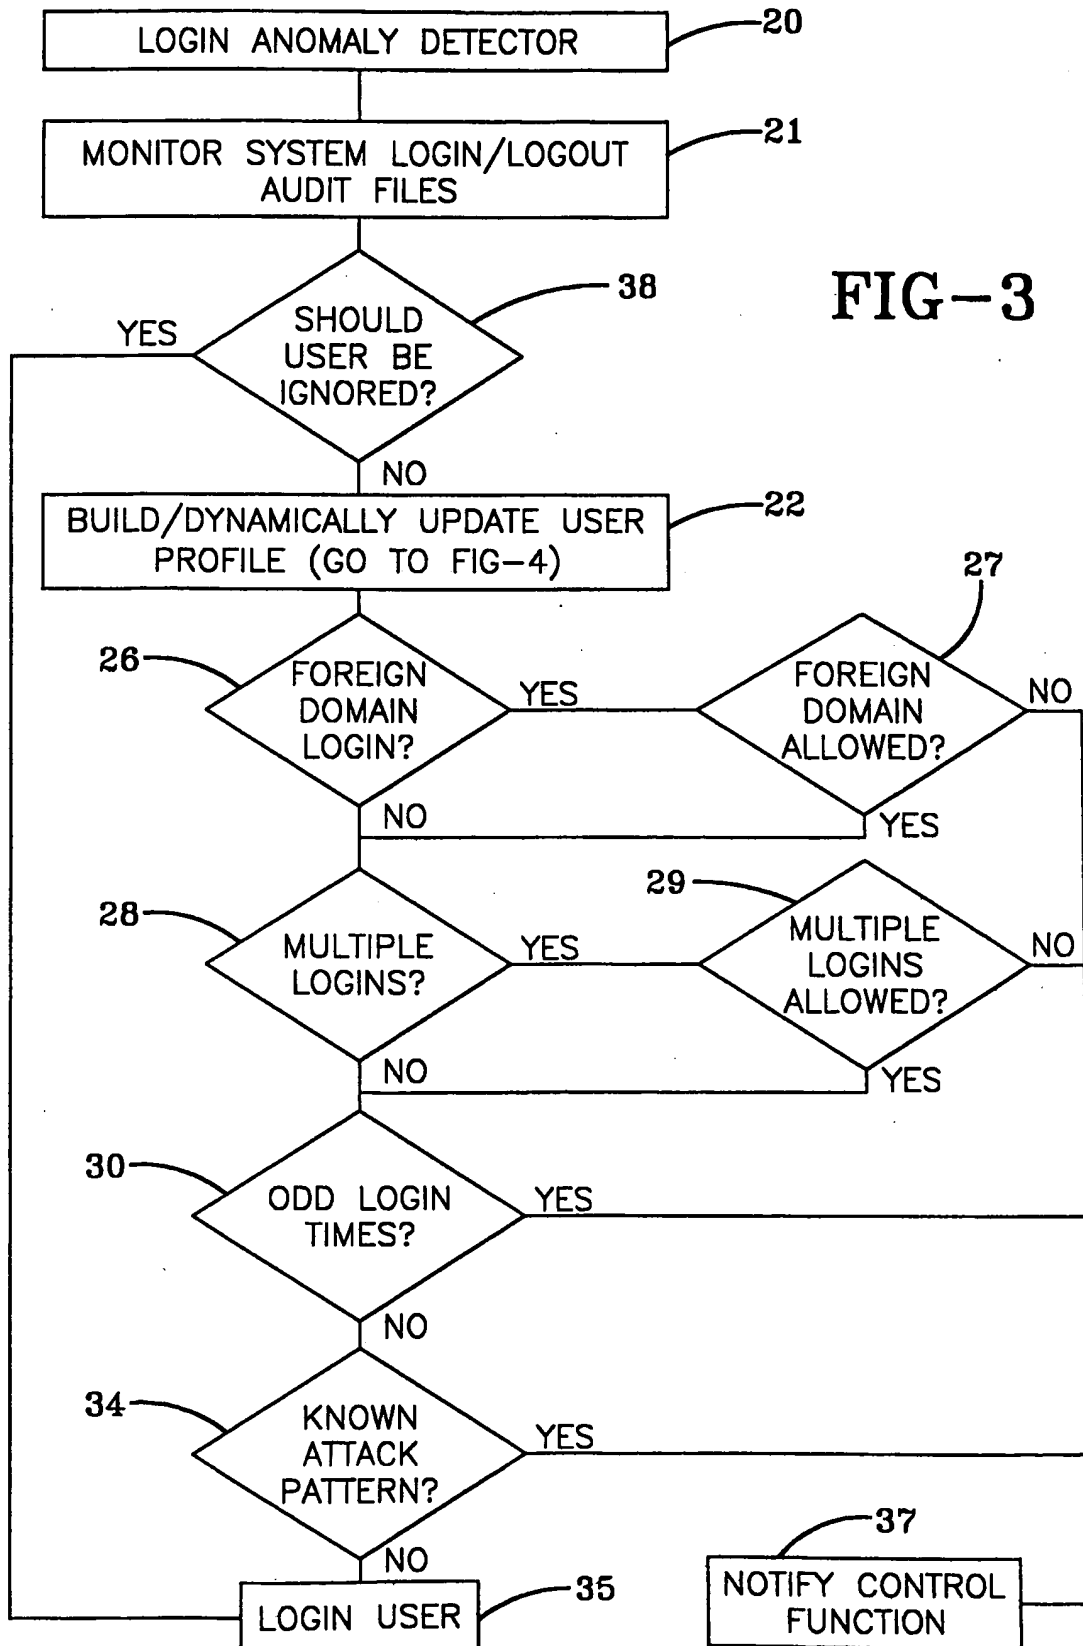 LOGIN ANOMALY DETECTOR
20
MONITOR SYSTEM LOGIN/LOGOUT
AUDIT FILES
21
FIG-3
SHOULD
USER BE
IGNORED?
38
YES
NO
BUILD/DYNAMICALLY UPDATE USER
PROFILE (GO TO FIG-4)
22
26
FOREIGN
DOMAIN
LOGIN?
YES
NO
27
FOREIGN
DOMAIN
ALLOWED?
NO
YES
28
MULTIPLE
LOGINS?
YES
NO
29
MULTIPLE
LOGINS
ALLOWED?
NO
YES
30
ODD LOGIN
TIMES?
YES
NO
34
KNOWN
ATTACK
PATTERN?
YES
NO
LOGIN USER
35
37
NOTIFY CONTROL
FUNCTION